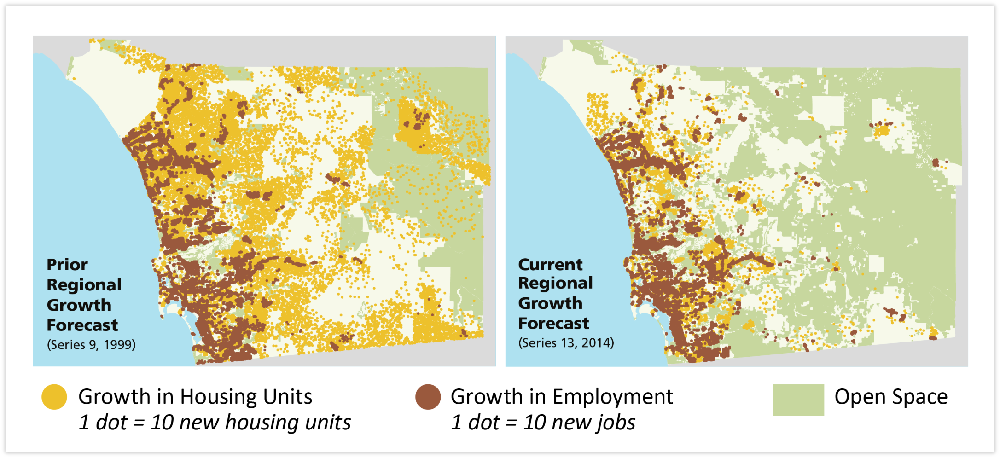 Prior
Regional
Growth
Forecast
(Series 9, 1999)
Current
Regional
Growth
Forecast
(Series 13, 2014)
Growth in Housing Units
1 dot = 10 new housing units
Growth in Employment
1 dot = 10 new jobs
Open Space